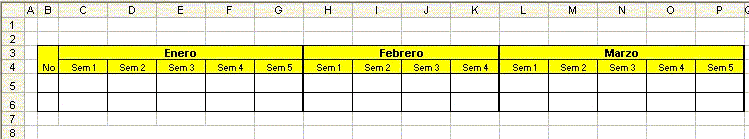 A B C D E F G H I J K L M N O P Q
1
2
3 Enero Febrero Marzo
4 No Sem 1 Sem 2 Sem 3 Sem 4 Sem 5 Sem 1 Sem 2 Sem 3 Sem 4 Sem 1 Sem 2 Sem 3 Sem 4 Sem 5
5
6
7
8